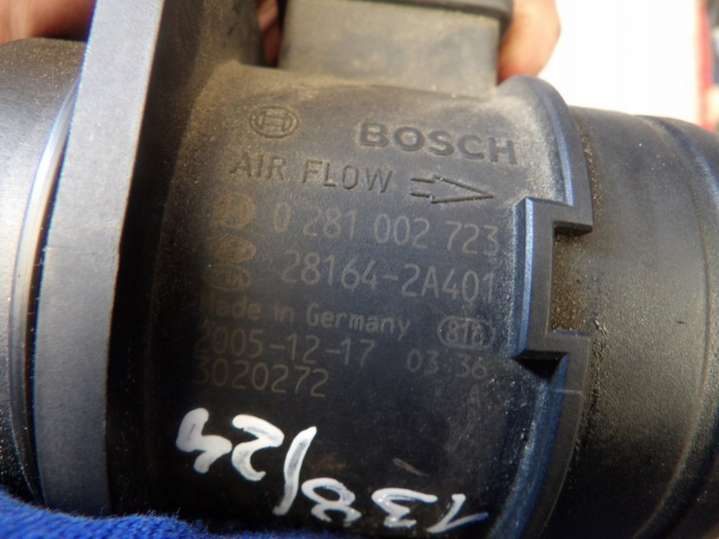 BOSCH
AIR FLOW
0 281 002 723
28164-2A401
Made in Germany 816
2005-12-17 03:36
3020272
138/24